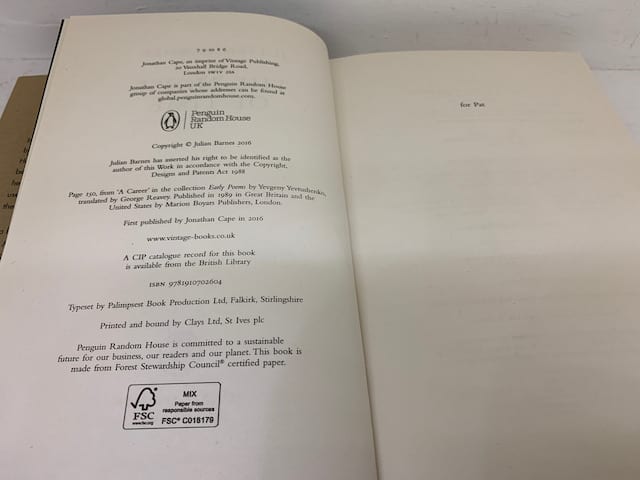 7 9 10 8 6
Jonathan Cape, an imprint of Vintage Publishing,
20 Vauxhall Bridge Road,
London SW1V 2SA
Jonathan Cape is part of the Penguin Random House
group of companies whose addresses can be found at
global.penguinrandomhouse.com.
Penguin
Random House
UK
Copyright © Julian Barnes 2016
Julian Barnes has asserted his right to be identified as the
author of this Work in accordance with the Copyright,
Designs and Patents Act 1988
Page 150, from 'A Career' in the collection Early Poems by Yevgeny Yevtushenko,
translated by George Reavey. Published in 1989 in Great Britain and the
United States by Marion Boyars Publishers, London.
First published by Jonathan Cape in 2016
www.vintage-books.co.uk
A CIP catalogue record for this book
is available from the British Library
ISBN 9781910702604
Typeset by Palimpsest Book Production Ltd, Falkirk, Stirlingshire
Printed and bound by Clays Ltd, St Ives plc
Penguin Random House is committed to a sustainable
future for our business, our readers and our planet. This book is
made from Forest Stewardship Council® certified paper.
FSC
www.fsc.org
MIX
Paper from
responsible sources
FSC® C018179
for Pat